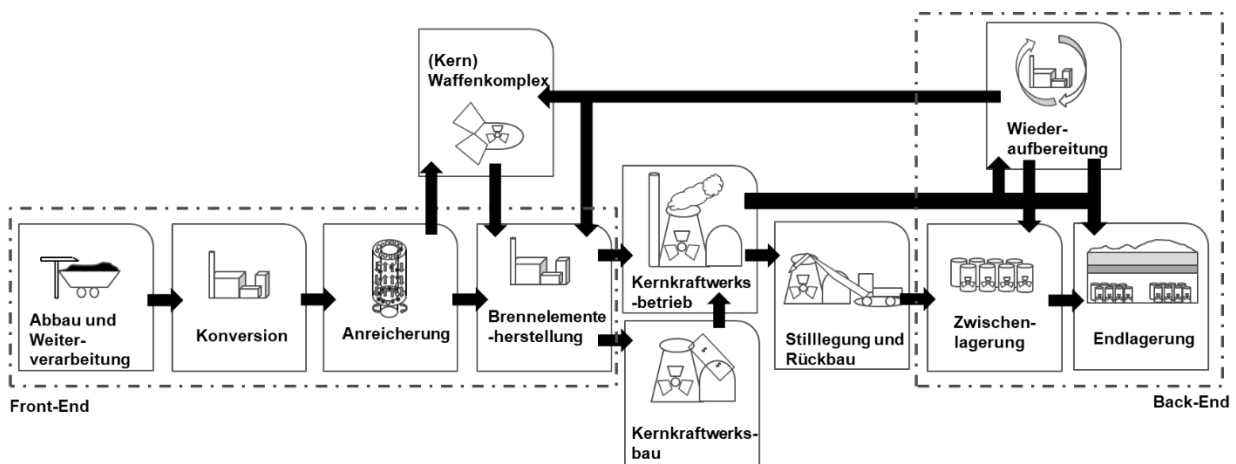 (Kern)
Waffenkomplex
Wieder-
aufbereitung
Abbau und
Weiter-
verarbeitung
Konversion
Anreicherung
Brennelemente
-herstellung
Kernkraftwerks
-betrieb
Stilllegung und
Rückbau
Zwischen-
lagerung
Endlagerung
Front-End
Back-End
$
$
Kernkraftwerks-
bau